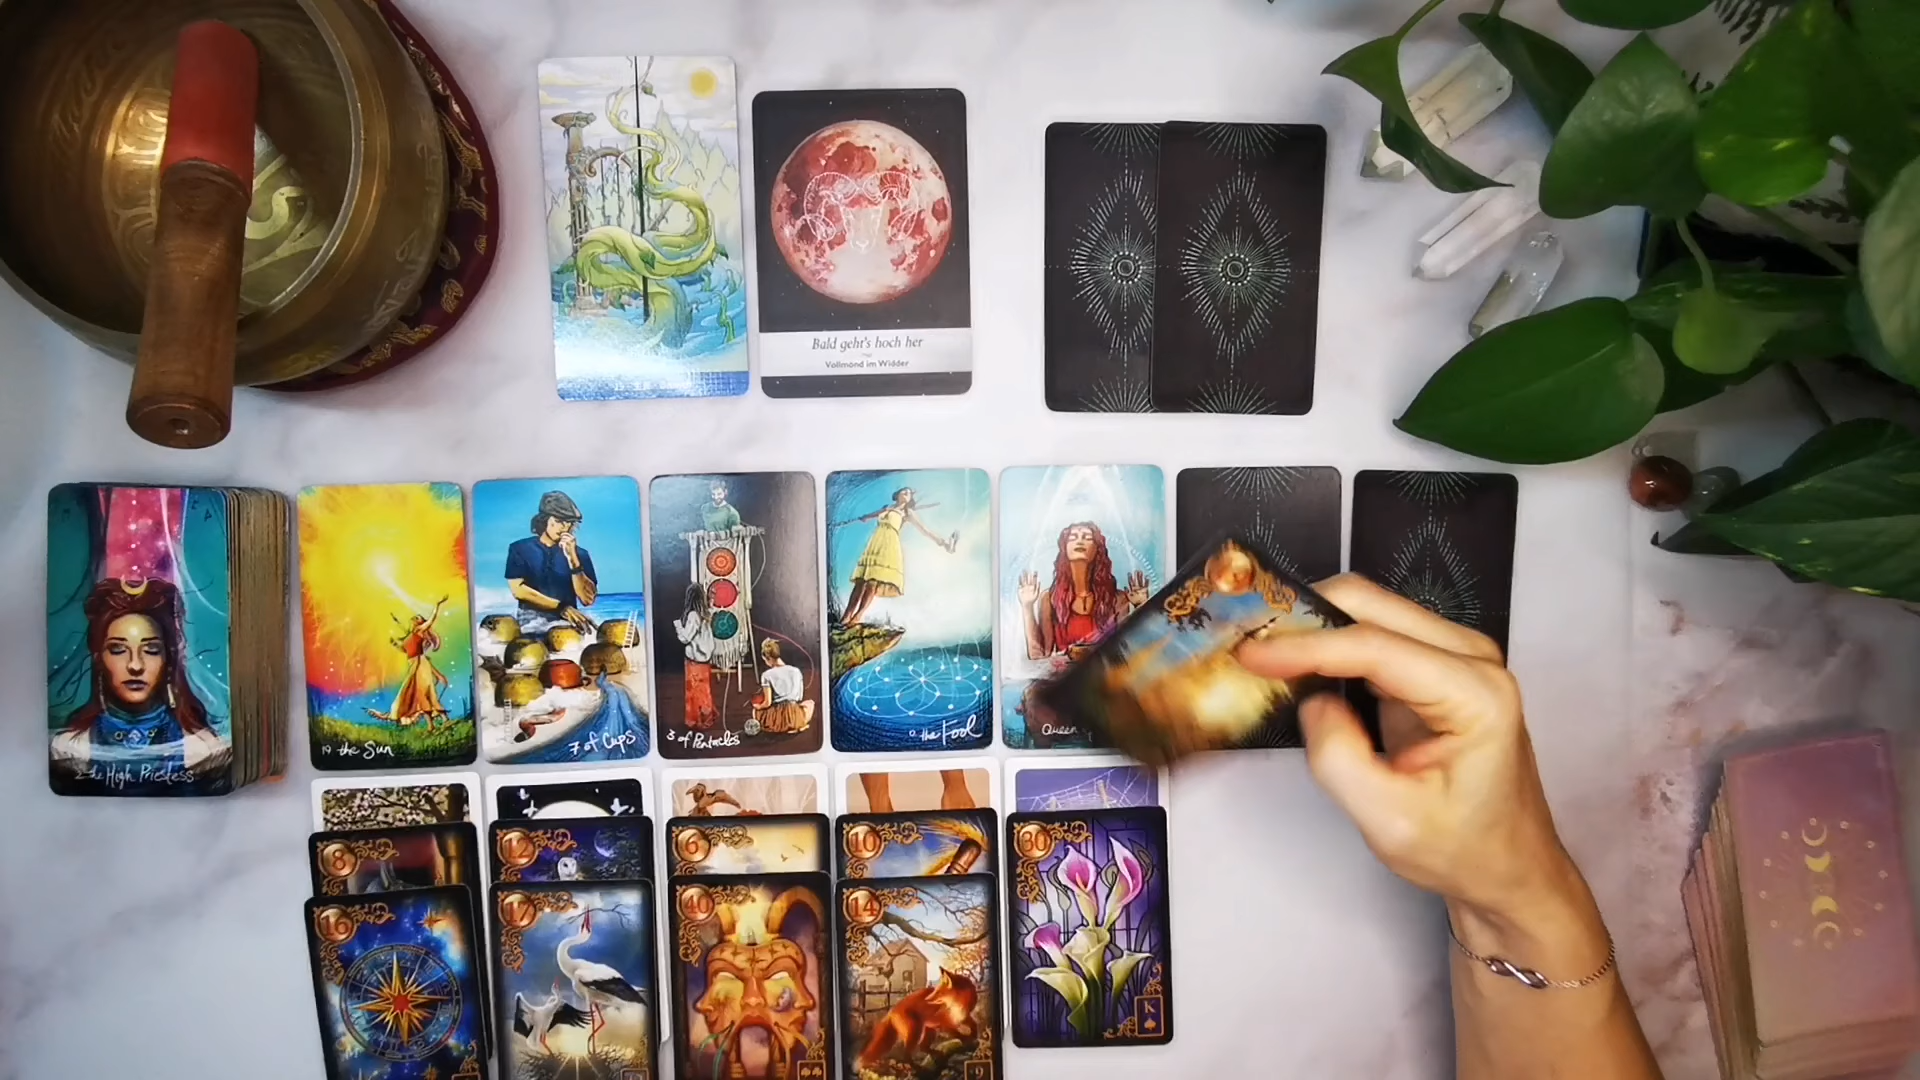 Bald geht's hoch her
Vollmond im Widder
2 the High Priestess
19 the Sun
7 of Cups
3 of Pentacles
0 the Fool
Queen
8
12
6
10
30
16
17
40
14
K
9